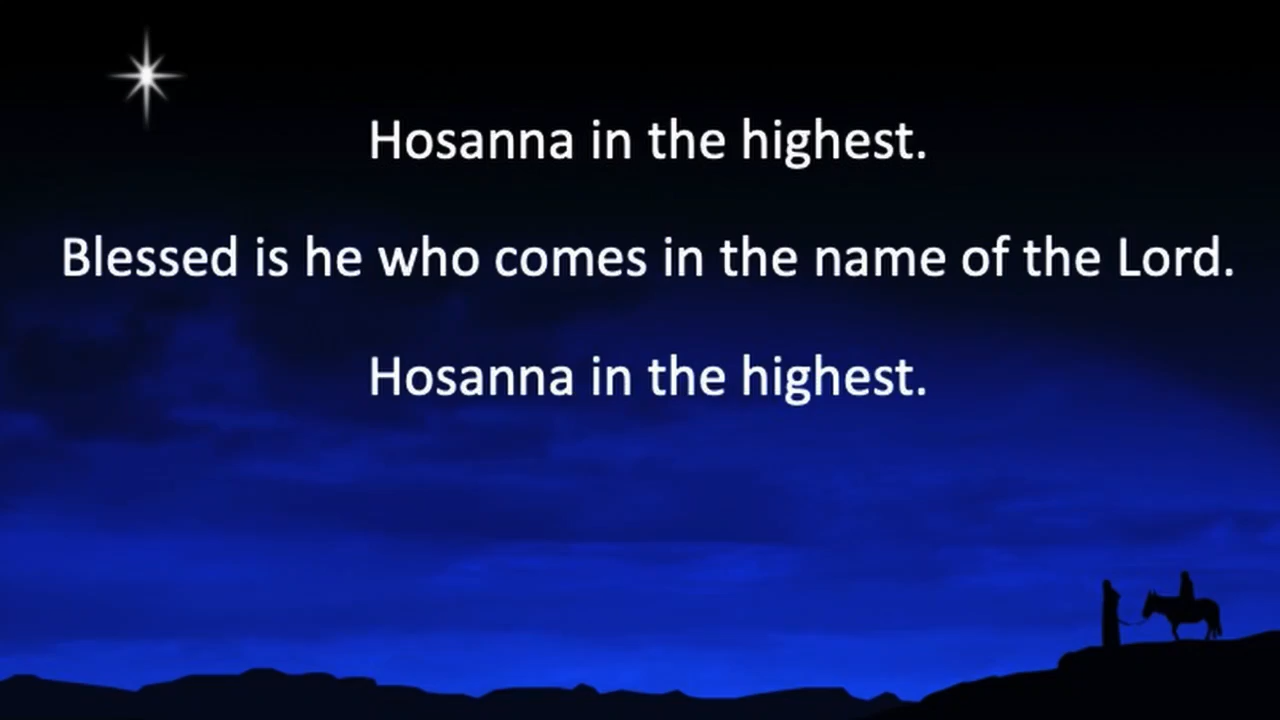 Hosanna in the highest.
Blessed is he who comes in the name of the Lord.
Hosanna in the highest.